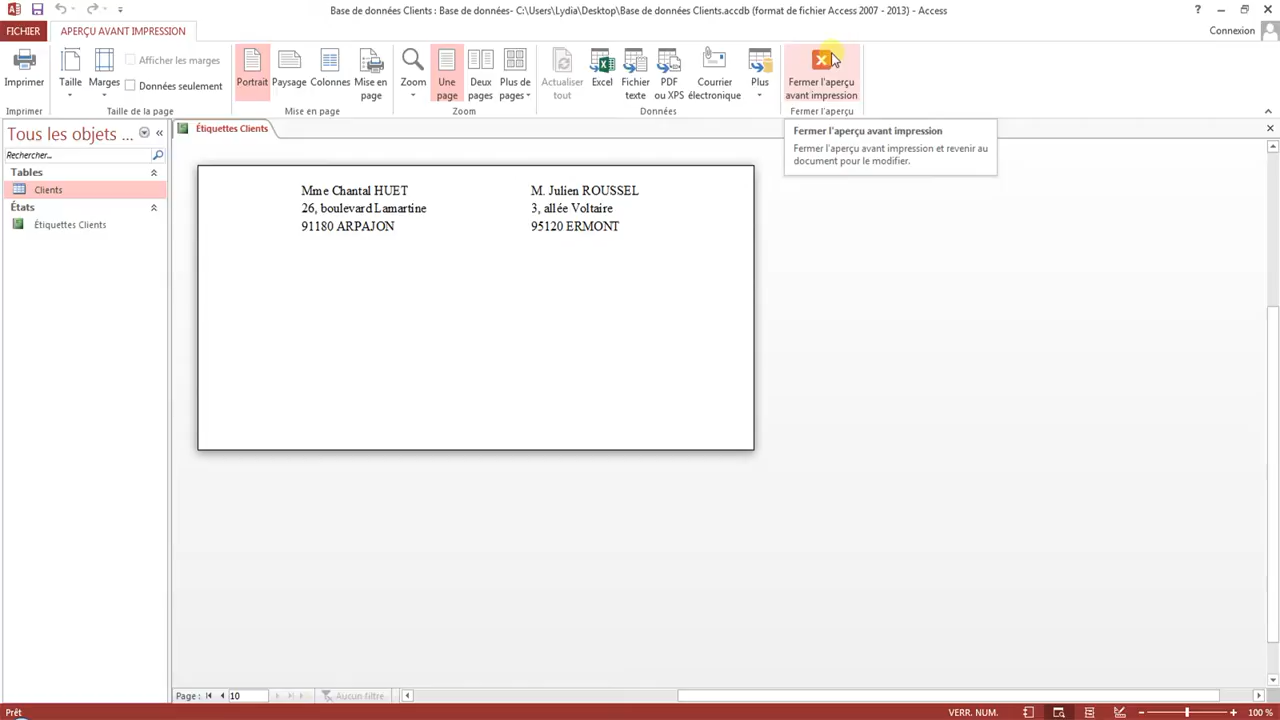 Base de données Clients : Base de données- C:\Users\Lydia\Desktop\Base de données Clients.accdb (format de fichier Access 2007 - 2013) - Access
?
FICHIER
APERÇU AVANT IMPRESSION
Connexion
Imprimer
Taille
Marges
Afficher les marges
Données seulement
Portrait
Paysage
Colonnes
Mise en
page
Zoom
Une
page
Deux
pages
Plus de
pages
Actualiser
tout
Excel
Fichier
texte
PDF
ou XPS
Courrier
électronique
Plus
Fermer l'aperçu
avant impression
Imprimer
Taille de la page
Mise en page
Zoom
Données
Fermer l'aperçu
Tous les objets ...
Rechercher...
Tables
Clients
États
Étiquettes Clients
Étiquettes Clients
Fermer l'aperçu avant impression
Fermer l'aperçu avant impression et revenir au
document pour le modifier.
Mme Chantal HUET
26, boulevard Lamartine
91180 ARPAJON
M. Julien ROUSSEL
3, allée Voltaire
95120 ERMONT
Page :
10
Aucun filtre
Prêt
VERR. NUM.
100 %